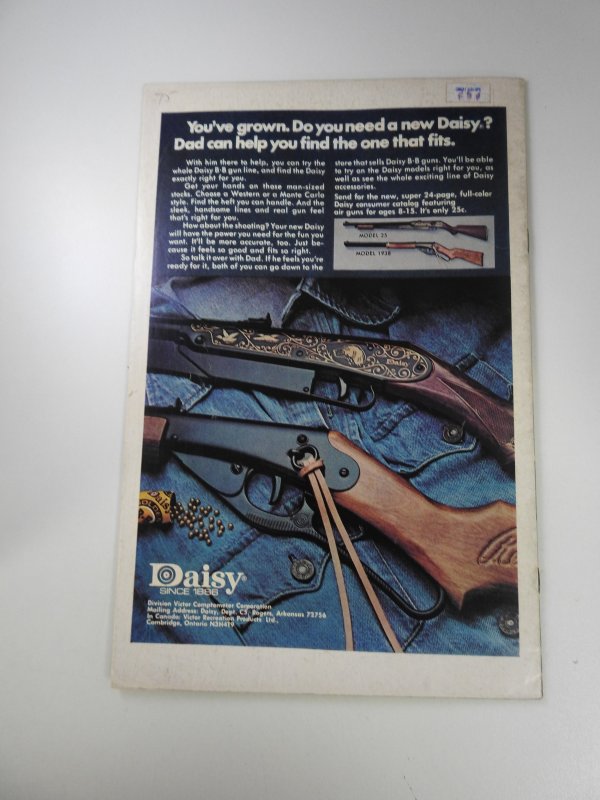 75
You've grown. Do you need a new Daisy®?
Dad can help you find the one that fits.
With him there to help, you can try the
whole Daisy B·B gun line, and find the Daisy
exactly right for you.
Get your hands on those man-sized
stocks. Choose a Western or a Monte Carlo
style. Find the heft you can handle. And the
sleek, handsome lines and real gun feel
that's right for you.
How about the shooting? Your new Daisy
will have the power you need for the fun you
want. It'll be more accurate, too. Just be-
cause it feels so good and fits so right.
So talk it over with Dad. If he feels you're
ready for it, both of you can go down to the
store that sells Daisy B·B guns. You'll be able
to try on the Daisy models right for you, as
well as see the whole exciting line of Daisy
accessories.
Send for the new, super 24-page, full-color
Daisy consumer catalog featuring
air guns for ages 8-15. It's only 25¢.
MODEL 25
MODEL 1938
Daisy
Daisy
Daisy®
SINCE 1886
Division Victor Comptometer Corporation
Mailing Address: Daisy, Dept. C5, Rogers, Arkansas 72756
In Canada: Victor Recreation Products Ltd.,
Cambridge, Ontario N3H4T9